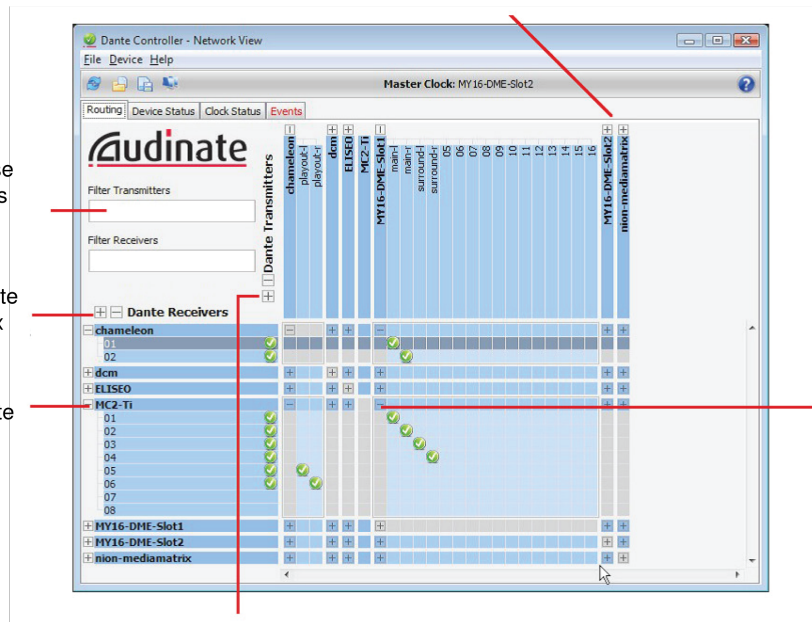 Dante Controller - Network View
File Device Help
Master Clock: MY16-DME-Slot2
Routing Device Status Clock Status Events
Audinate
Filter Transmitters
Filter Receivers
Dante Transmitters
Dante Receivers
chameleon
playout-l
playout-r
dcm
ELISEO
MC2-Ti
MY16-DME-Slot1
main-l
main-r
surround-l
surround-r
05
06
07
08
09
10
11
12
13
14
15
16
MY16-DME-Slot2
nion-mediamatrix
chameleon
01
02
dcm
ELISEO
MC2-Ti
01
02
03
04
05
06
07
08
MY16-DME-Slot1
MY16-DME-Slot2
nion-mediamatrix
se
s
te
x
te